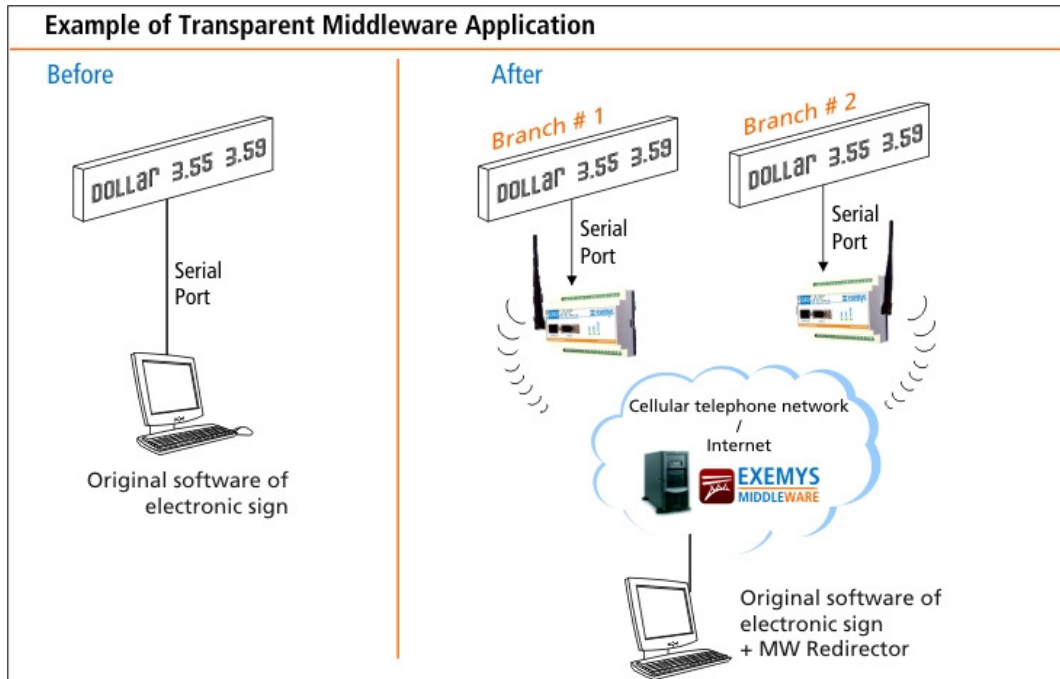 Example of Transparent Middleware Application
Before
DOLLar 3.55 3.59
Serial
Port
Original software of
electronic sign
After
Branch # 1
DOLLar 3.55 3.59
Serial
Port
EXEMYS
Branch # 2
DOLLar 3.55 3.59
Serial
Port
EXEMYS
Cellular telephone network
/
Internet
EXEMYS
MIDDLEWARE
Original software of
electronic sign
+ MW Redirector